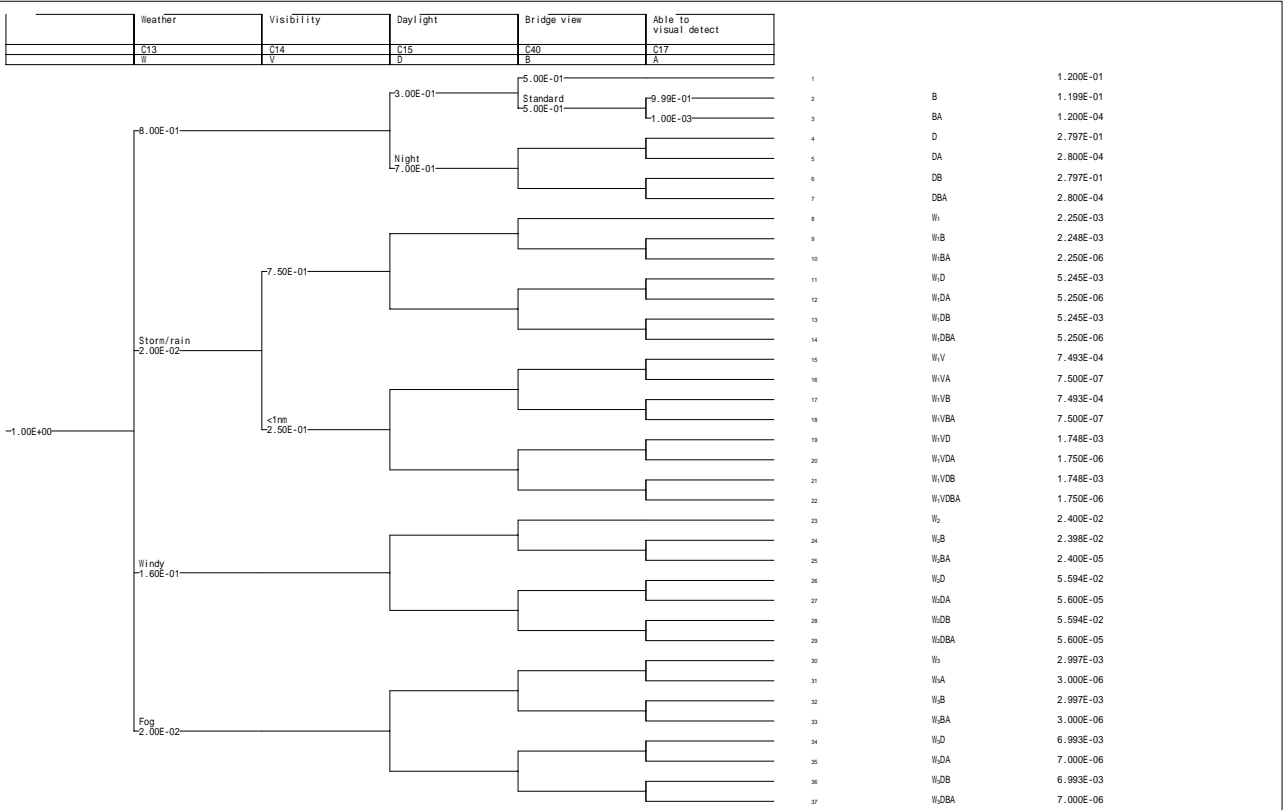 Weather Visibility Daylight Bridge view Able to
visual detect
C13 C14 C15 C40 C17
W V D B A
5.00E-01 1 1.200E-01
3.00E-01
Standard 9.99E-01 2 B 1.199E-01
5.00E-01
1.00E-03 3 BA 1.200E-04
8.00E-01
4 D 2.797E-01
Night 5 DA 2.800E-04
7.00E-01
6 DB 2.797E-01
7 DBA 2.800E-04
8 W₁ 2.250E-03
9 W₁B 2.248E-03
10 W₁BA 2.250E-06
7.50E-01
11 W₁D 5.245E-03
12 W₁DA 5.250E-06
13 W₁DB 5.245E-03
Storm/rain 14 W₁DBA 5.250E-06
2.00E-02
15 W₁V 7.493E-04
16 W₁VA 7.500E-07
17 W₁VB 7.493E-04
<1nm 18 W₁VBA 7.500E-07
2.50E-01
1.00E+00
19 W₁VD 1.748E-03
20 W₁VDA 1.750E-06
21 W₁VDB 1.748E-03
22 W₁VDBA 1.750E-06
23 W₂ 2.400E-02
24 W₂B 2.398E-02
Windy 25 W₂BA 2.400E-05
1.60E-01
26 W₂D 5.594E-02
27 W₂DA 5.600E-05
28 W₂DB 5.594E-02
29 W₂DBA 5.600E-05
30 W₃ 2.997E-03
31 W₃A 3.000E-06
32 W₃B 2.997E-03
Fog 33 W₃BA 3.000E-06
2.00E-02
34 W₃D 6.993E-03
35 W₃DA 7.000E-06
36 W₃DB 6.993E-03
37 W₃DBA 7.000E-06